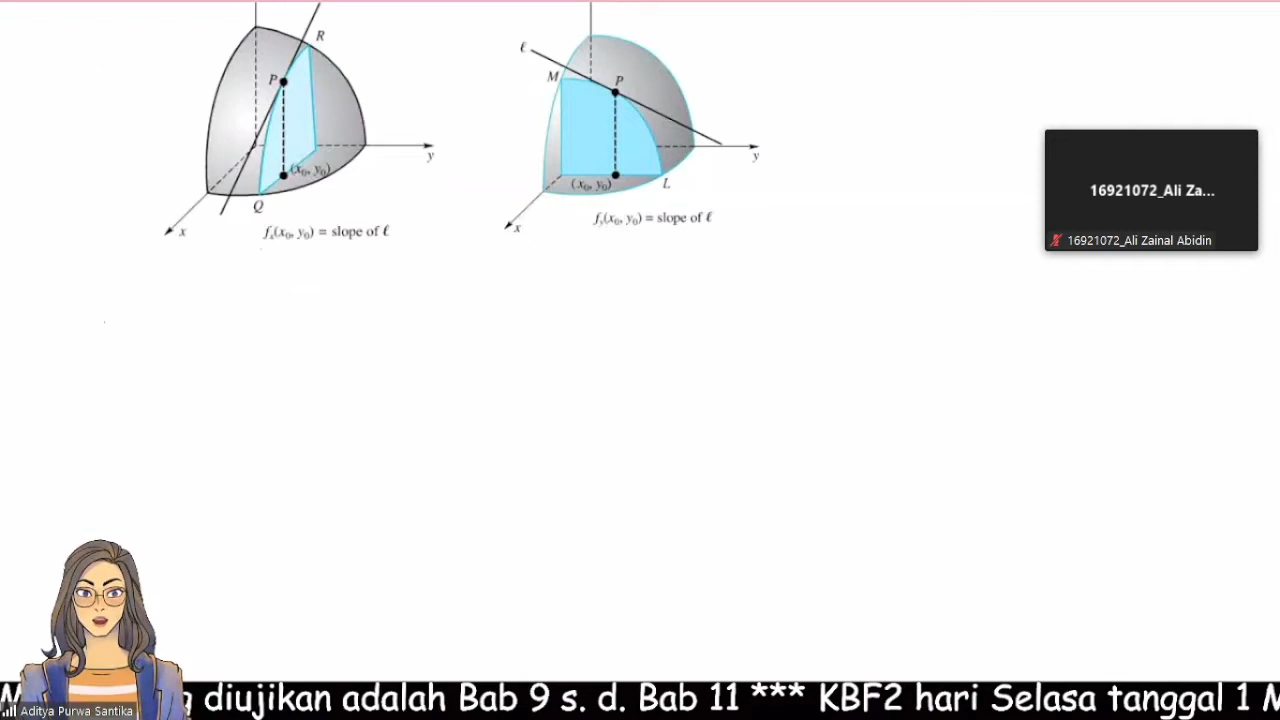 R
P
(x₀, y₀)
y
Q
x
fₓ(x₀, y₀) = slope of ℓ
ℓ
M
P
y
(x₀, y₀)
L
x
fᵧ(x₀, y₀) = slope of ℓ
16921072_Ali Za...
16921072_Ali Zainal Abidin
diujikan adalah Bab 9 s. d. Bab 11 *** KBF2 hari Selasa tanggal 1
Aditya Purwa Santika